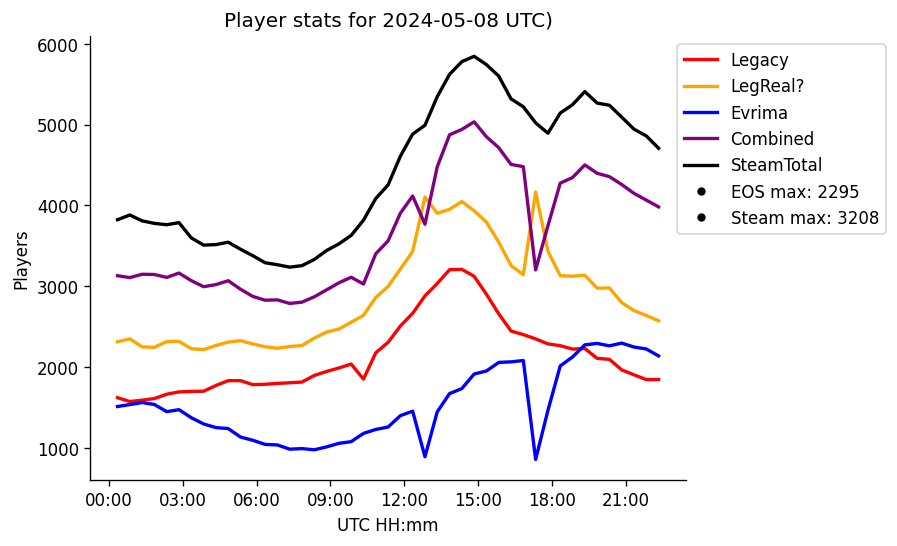 Player stats for 2024-05-08 UTC)
6000
5000
4000
3000
2000
1000
Players
00:00 03:00 06:00 09:00 12:00 15:00 18:00 21:00
UTC HH:mm
Legacy
LegReal?
Evrima
Combined
SteamTotal
EOS max: 2295
Steam max: 3208